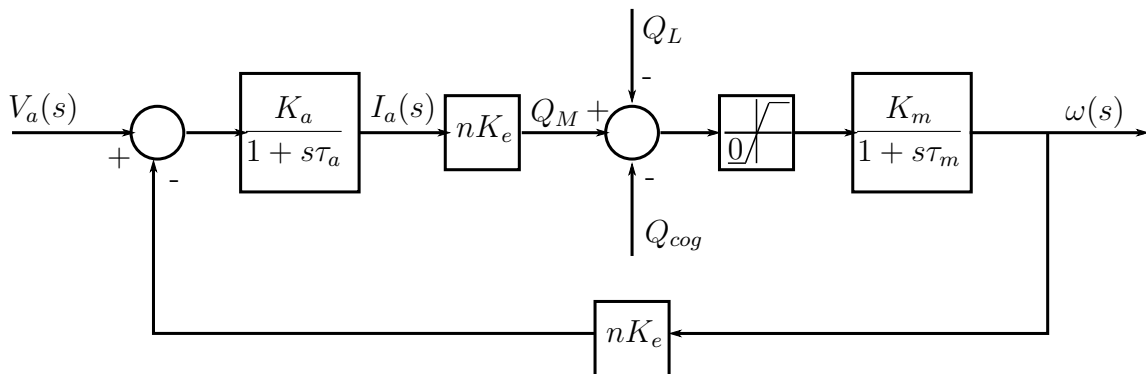 Q_L
-
V_a(s)
+
-
K_a
1 + sτ_a
I_a(s)
nK_e
Q_M
+
-
Q_cog
0
K_m
1 + sτ_m
ω(s)
nK_e